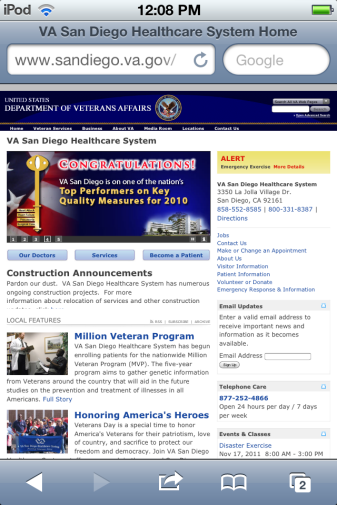 iPod 12:08 PM
VA San Diego Healthcare System Home
www.sandiego.va.gov/ Google
UNITED STATES
DEPARTMENT OF VETERANS AFFAIRS
Search All VA Web Pages
Search
Open Advanced Search
Home Veteran Services Business About VA Media Room Locations Contact Us
VA San Diego Healthcare System
CONGRATULATIONS!
VA San Diego is on one of the nation's
Top Performers on Key
Quality Measures for 2010
1 2 3 4 5
Our Doctors Services Become a Patient
Construction Announcements
Pardon our dust. VA San Diego Healthcare System has numerous
ongoing construction projects. For more
information about relocation of services and other construction
LOCAL FEATURES RSS | SUBSCRIBE | ARCHIVE
Million Veteran Program
VA San Diego Healthcare System has begun
enrolling patients for the nationwide Million
Veteran Program (MVP). The five-year
program aims to gather genetic information
from Veterans around the country that will aid in the future
studies on the prevention and treatment of illnesses in all
Americans. Full Story
Honoring America's Heroes
Veterans Day is a special time to honor
America's Veterans for their patriotism, love
of country, and sacrifice to protect our
freedom and democracy. Join VA San Diego
ALERT
Emergency Exercise More Details
VA San Diego Healthcare System
3350 La Jolla Village Dr.
San Diego, CA 92161
858-552-8585 | 800-331-8387 |
Directions
Jobs
Contact Us
Make or Change an Appointment
About Us
Visitor Information
Patient Information
Volunteer or Donate
Emergency Response & Information
Email Updates
Enter a valid email address to
receive important news and
information as it becomes
available.
Email Address
Sign Up
Telephone Care
877-252-4866
Open 24 hours per day / 7 days
per week
Events & Classes
Disaster Exercise
Nov 17, 2011 8:00 AM - 3:00 PM
2